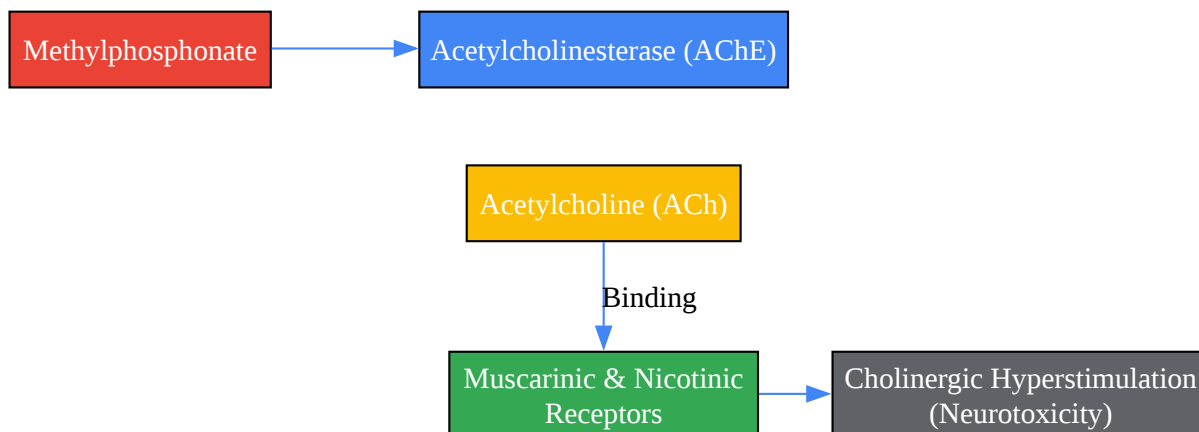 Methylphosphonate
Acetylcholinesterase (AChE)
Acetylcholine (ACh)
Binding
Muscarinic & Nicotinic
Receptors
Cholinergic Hyperstimulation
(Neurotoxicity)